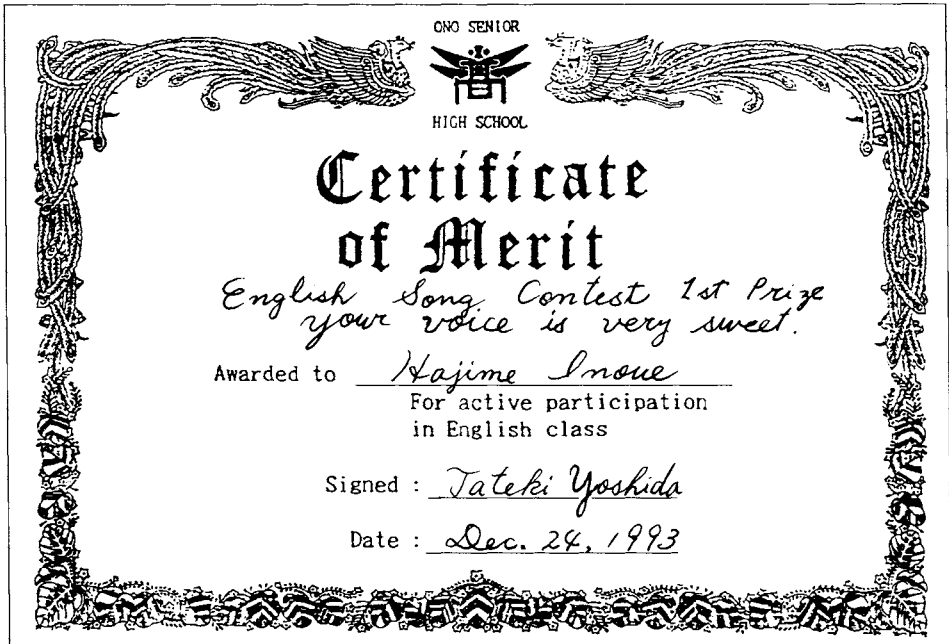 ONO SENIOR
HIGH SCHOOL
Certificate
of Merit
English Song Contest 1st Prize
your voice is very sweet.
Awarded to Hajime Inoue
For active participation
in English class
Signed : Tateki Yoshida
Date : Dec. 24, 1993